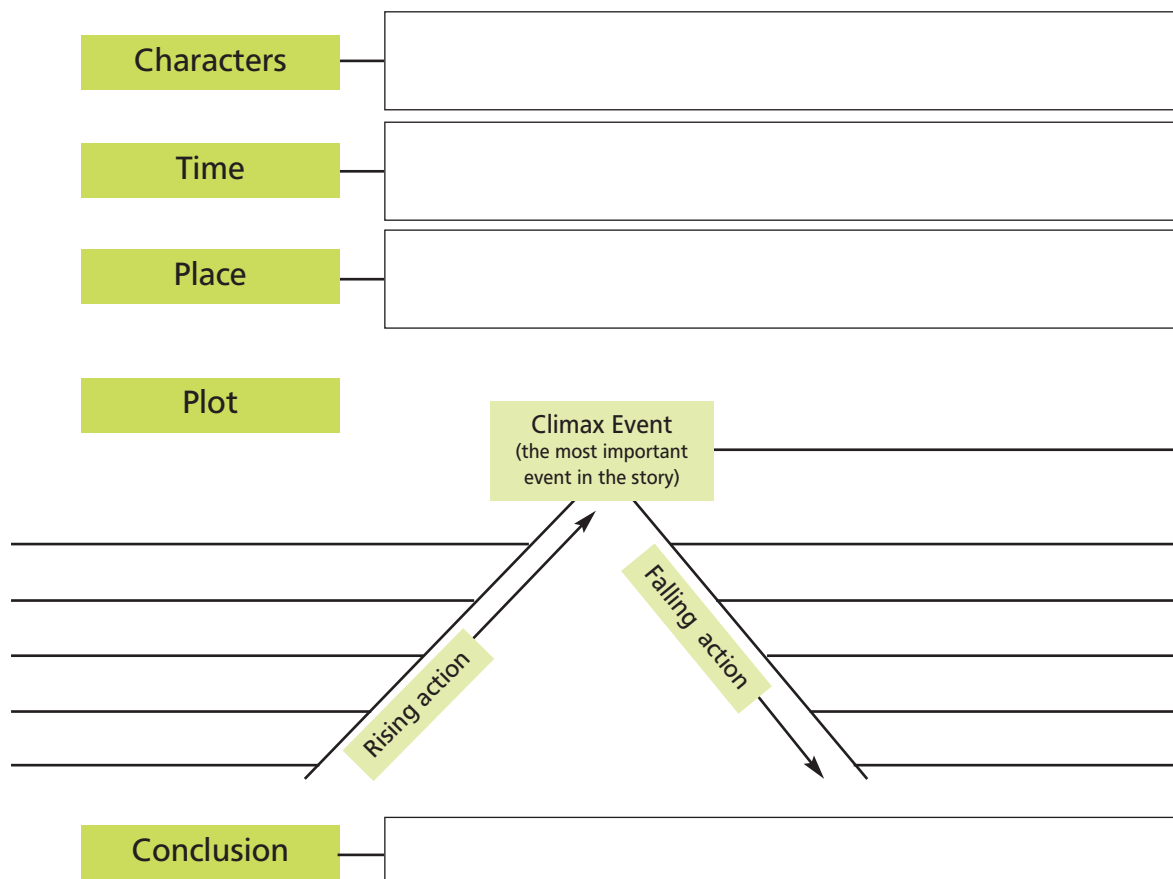 Characters
Time
Place
Plot
Climax Event
(the most important
event in the story)
Rising action
Falling action
Conclusion